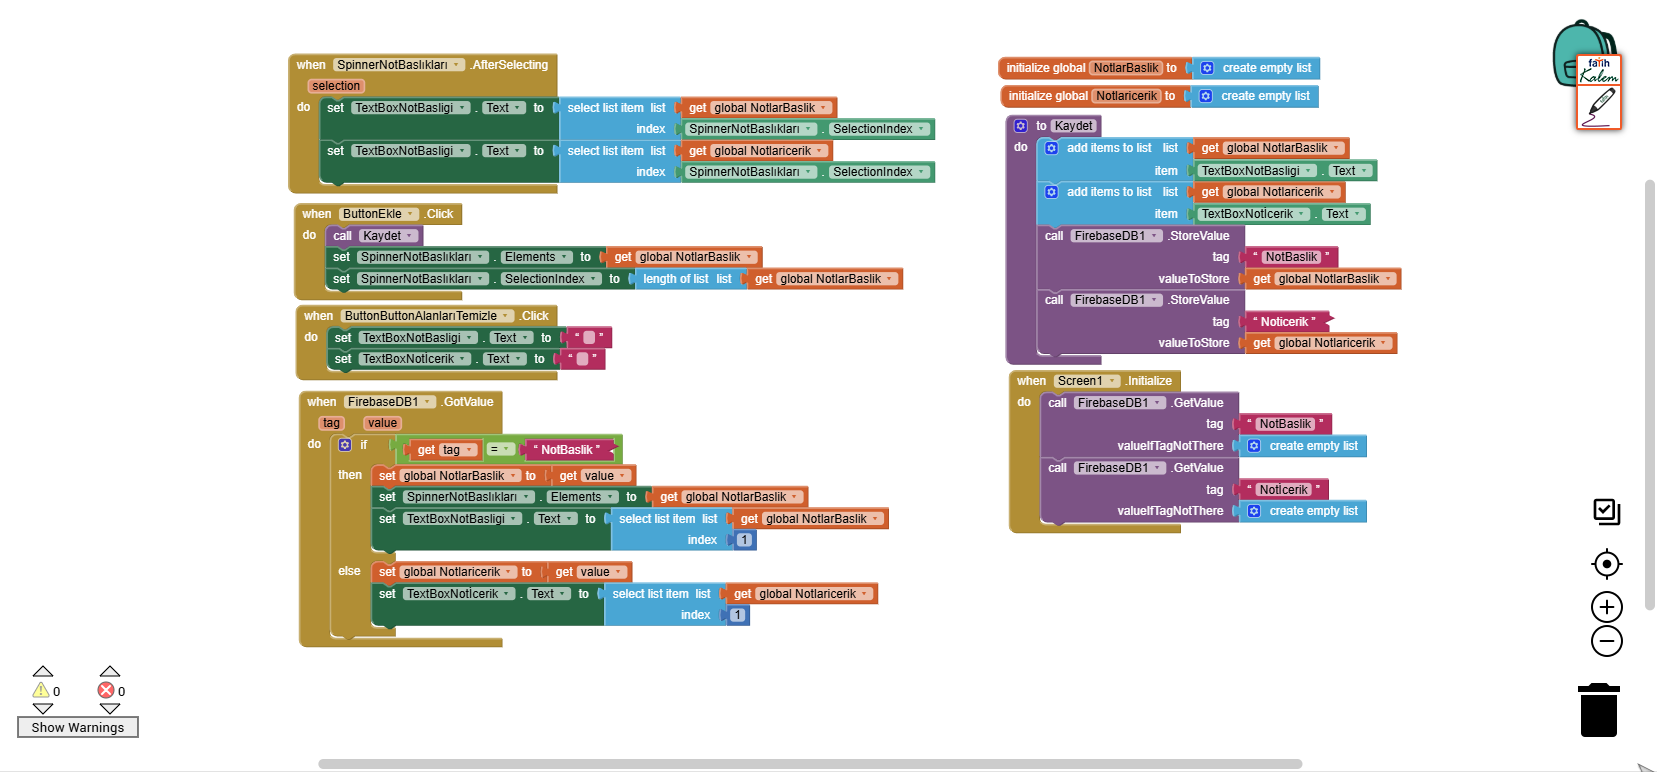 when SpinnerNotBaslıkları .AfterSelecting
selection
do set TextBoxNotBasligi . Text to select list item list get global NotlarBaslik
index SpinnerNotBaslıkları . SelectionIndex
set TextBoxNotBasligi . Text to select list item list get global Notlaricerik
index SpinnerNotBaslıkları . SelectionIndex
when ButtonEkle .Click
do call Kaydet
set SpinnerNotBaslıkları . Elements to get global NotlarBaslik
set SpinnerNotBaslıkları . SelectionIndex to length of list list get global NotlarBaslik
when ButtonButtonAlanlarıTemizle .Click
do set TextBoxNotBasligi . Text to " "
set TextBoxNotIcerik . Text to " "
when FirebaseDB1 .GotValue
tag value
do if get tag = " NotBaslik "
then set global NotlarBaslik to get value
set SpinnerNotBaslıkları . Elements to get global NotlarBaslik
set TextBoxNotBasligi . Text to select list item list get global NotlarBaslik
index 1
else set global Notlaricerik to get value
set TextBoxNotIcerik . Text to select list item list get global Notlaricerik
index 1
initialize global NotlarBaslik to create empty list
initialize global Notlaricerik to create empty list
to Kaydet
do add items to list list get global NotlarBaslik
item TextBoxNotBasligi . Text
add items to list list get global Notlaricerik
item TextBoxNotİcerik . Text
call FirebaseDB1 .StoreValue
tag " NotBaslik "
valueToStore get global NotlarBaslik
call FirebaseDB1 .StoreValue
tag " Noticerik "
valueToStore get global Notlaricerik
when Screen1 .Initialize
do call FirebaseDB1 .GetValue
tag " NotBaslik "
valueIfTagNotThere create empty list
call FirebaseDB1 .GetValue
tag " Notİcerik "
valueIfTagNotThere create empty list
fatih
Kalem
0 0
Show Warnings